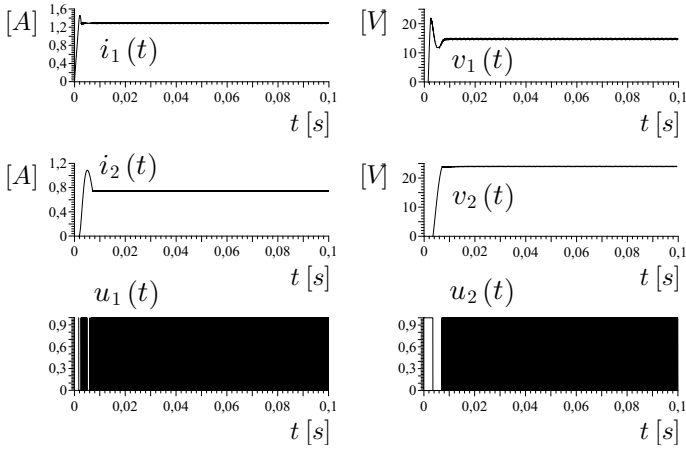 [A] 1,6 1,2 0,8 0,4 0 i₁ (t) 0 0,02 0,04 0,06 0,08 0,1 t [s]
[V] 20 10 0 v₁ (t) 0 0,02 0,04 0,06 0,08 0,1 t [s]
[A] 1,2 0,8 0,4 0 i₂ (t) 0 0,02 0,04 0,06 0,08 0,1 t [s]
[V] 20 10 0 v₂ (t) 0 0,02 0,04 0,06 0,08 0,1 t [s]
u₁ (t) 0,9 0,6 0,3 0 0 0,02 0,04 0,06 0,08 0,1 t [s]
u₂ (t) 0,9 0,6 0,3 0 0 0,02 0,04 0,06 0,08 0,1 t [s]